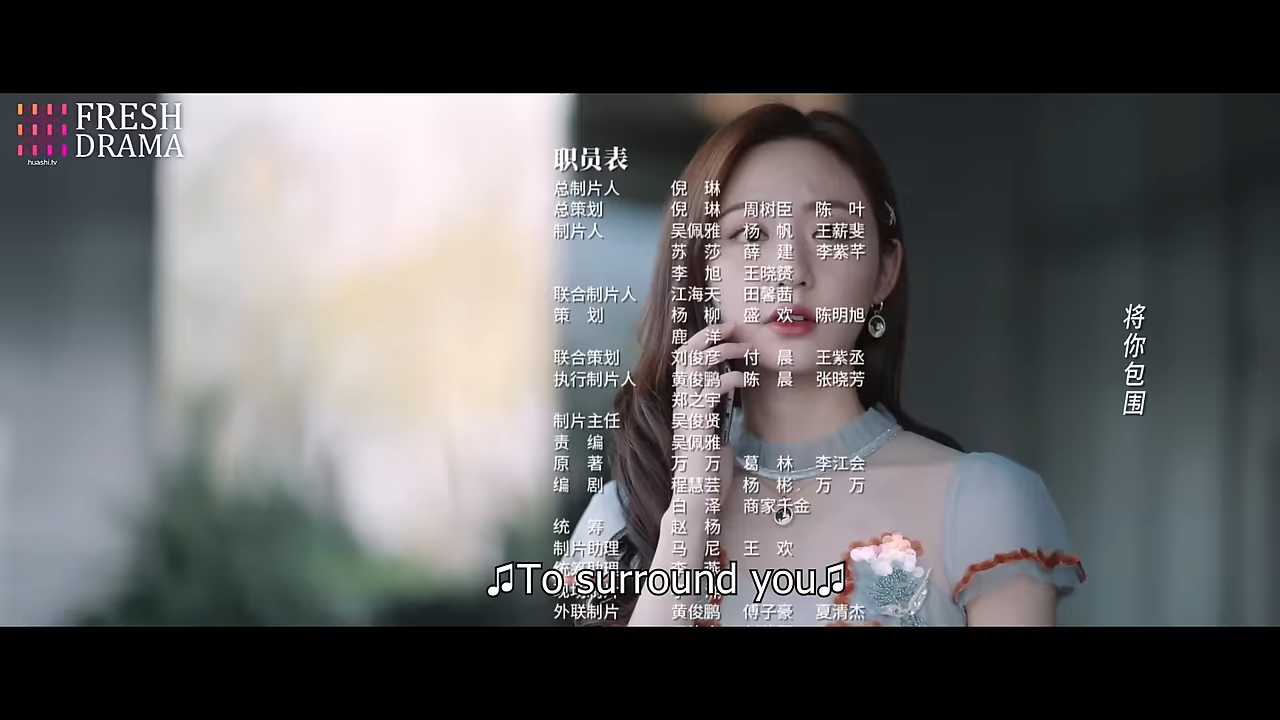 FRESH
DRAMA
huashi.tv
职员表
总制片人 倪 琳
总策划 倪 琳 周树臣 陈 叶
制片人 吴佩雅 杨 帆 王薪斐
苏 莎 薛 建 李紫芊
李 旭 王晓赟
联合制片人 江海天 田馨茜
策 划 杨 柳 盛 欢 陈明旭
鹿 洋
联合策划 刘俊彦 付 晨 王紫丞
执行制片人 黄俊鹏 陈 晨 张晓芳
郑之宇
制片主任 吴俊贤
责 编 吴佩雅
原 著 万 万 葛 林 李江会
编 剧 程慧芸 杨 彬 万 万
白 泽 商家千金
统 筹 赵 杨
制片助理 马 尼 王 欢
统筹助理 李 燕
外联制片 黄俊鹏 傅子豪 夏清杰
将你包围
♫To surround you♫